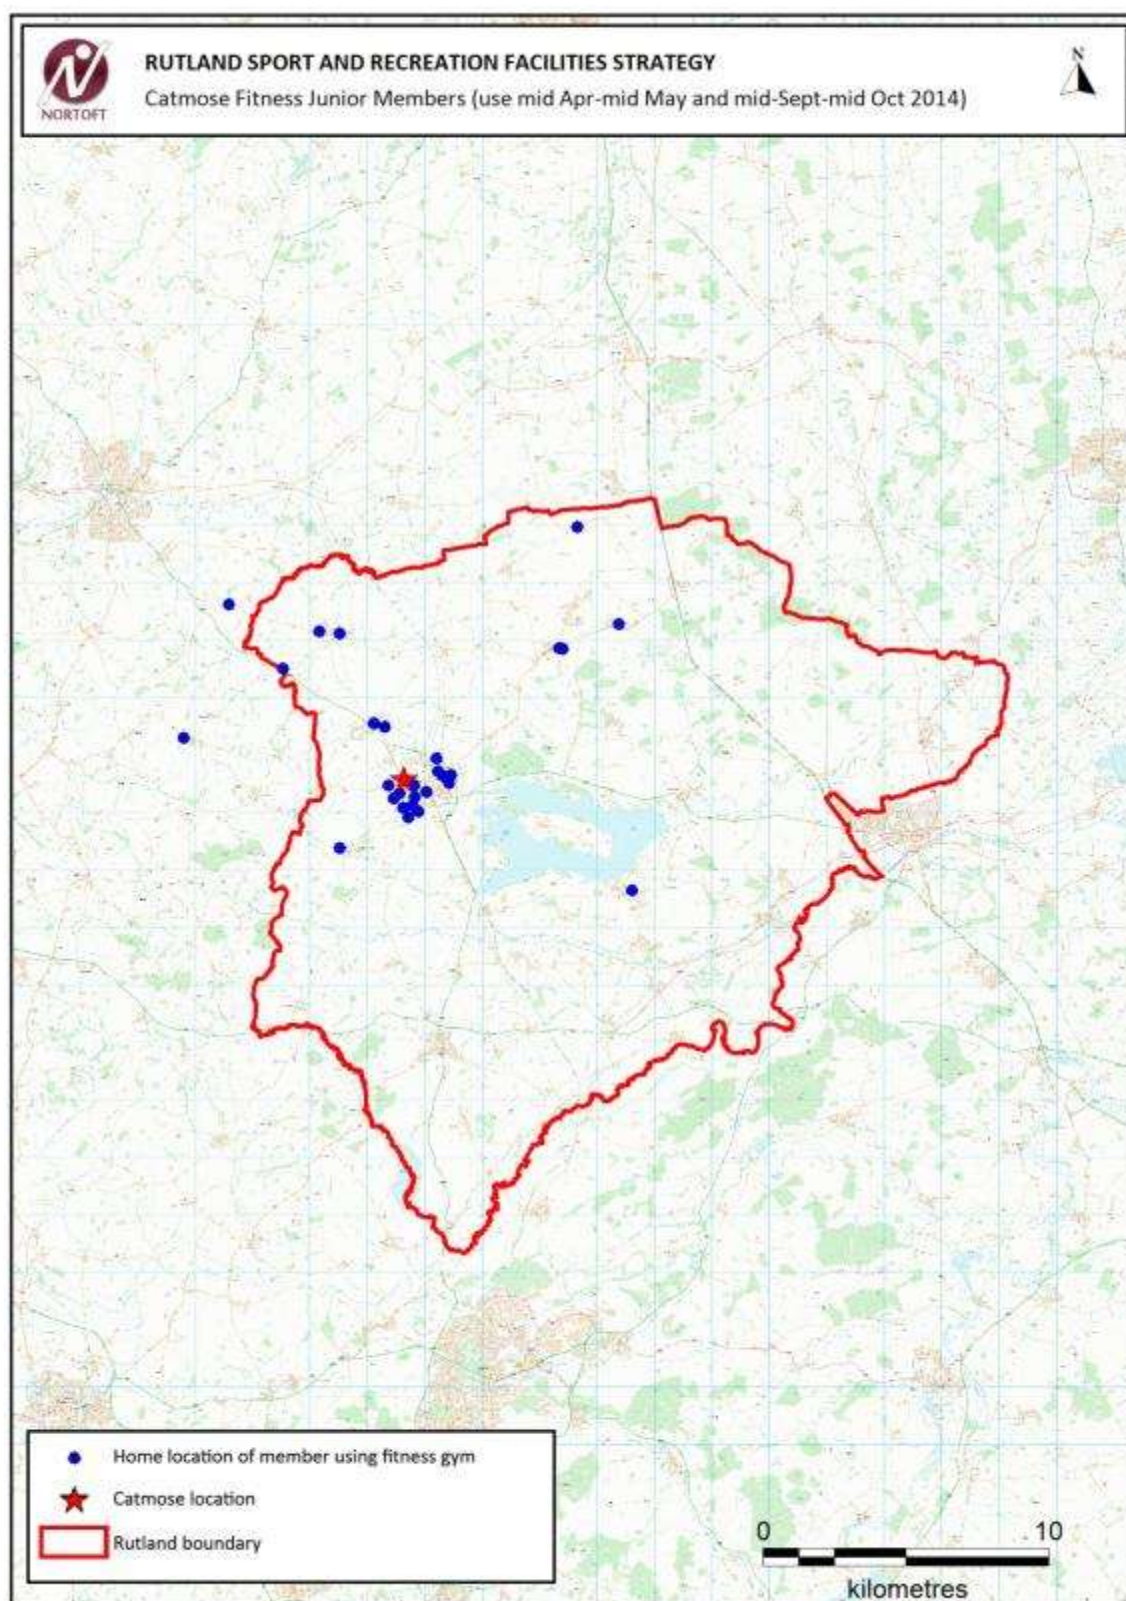 RUTLAND SPORT AND RECREATION FACILITIES STRATEGY
Catmose Fitness Junior Members (use mid Apr-mid May and mid-Sept-mid Oct 2014)
NORTOFT
N
Home location of member using fitness gym
Catmose location
Rutland boundary
0 10
kilometres